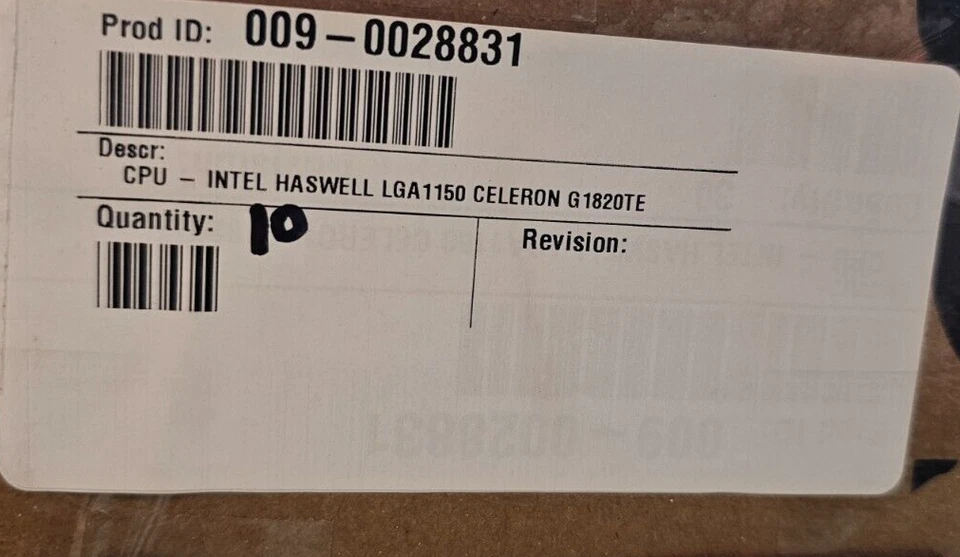 Prod ID: 009-0028831
Descr:
CPU - INTEL HASWELL LGA1150 CELERON G1820TE
Quantity: 10
Revision: